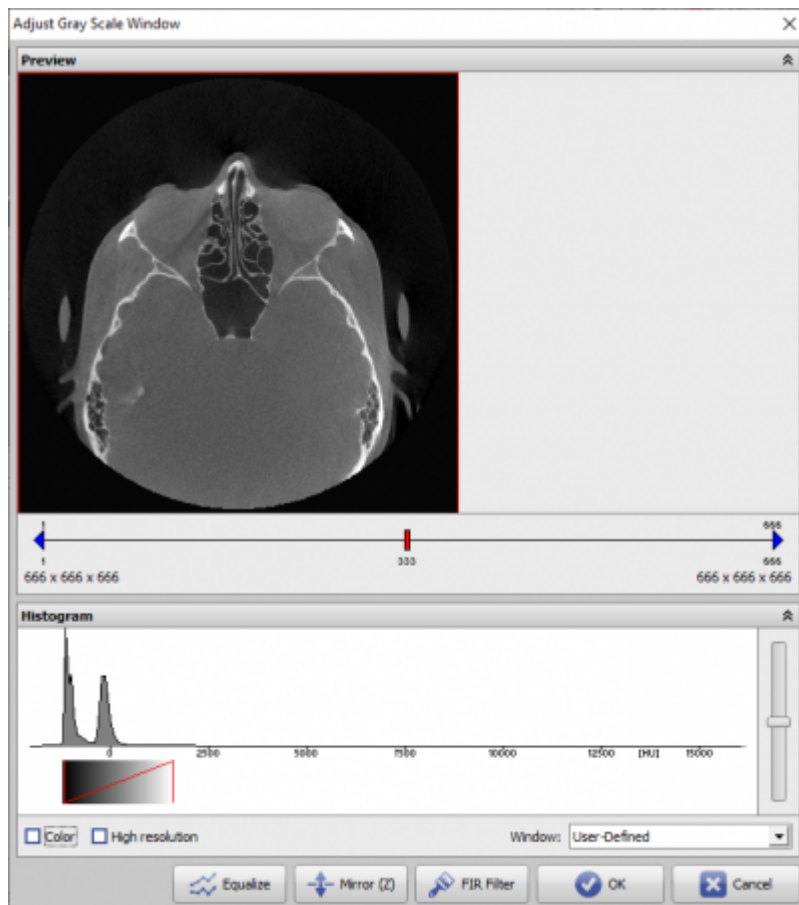 Adjust Gray Scale Window
Preview
1 666
1 333 666
666 x 666 x 666 666 x 666 x 666
Histogram
0 2500 5000 7500 10000 12500 [HU] 15000
Color High resolution Window: User-Defined
Equalize Mirror (Z) FIR Filter OK Cancel